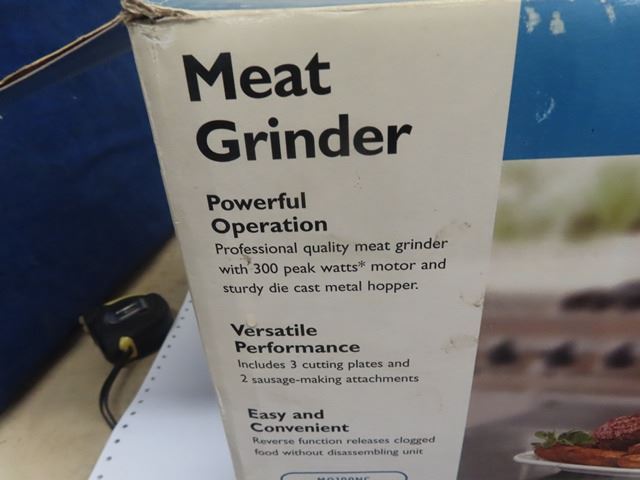 Meat
Grinder
Powerful
Operation
Professional quality meat grinder
with 300 peak watts* motor and
sturdy die cast metal hopper.
Versatile
Performance
Includes 3 cutting plates and
2 sausage-making attachments
Easy and
Convenient
Reverse function releases clogged
food without disassembling unit